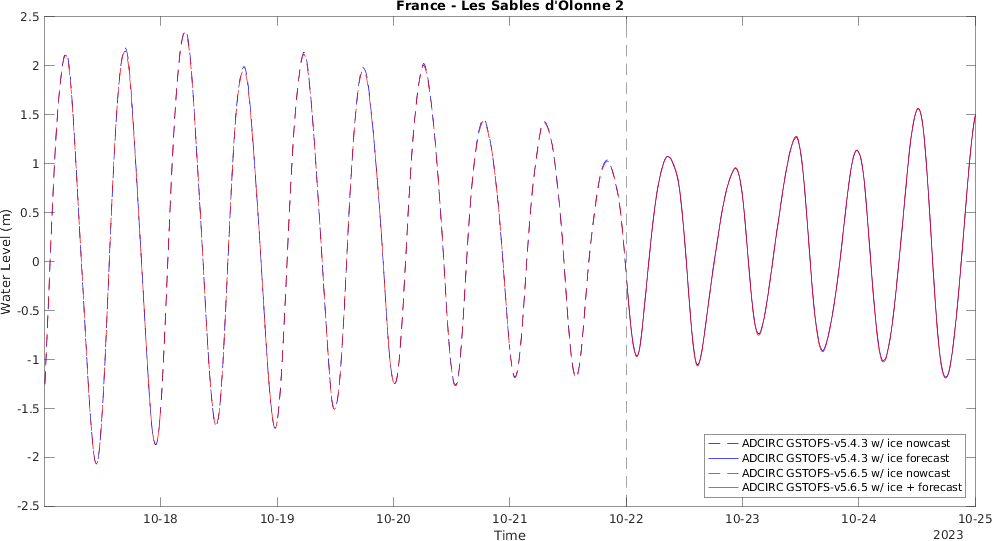 France - Les Sables d'Olonne 2
2.5
2
1.5
1
0.5
0
-0.5
-1
-1.5
-2
-2.5
Water Level (m)
10-18
10-19
10-20
10-21
10-22
10-23
10-24
10-25
Time
2023
ADCIRC GSTOFS-v5.4.3 w/ ice nowcast
ADCIRC GSTOFS-v5.4.3 w/ ice forecast
ADCIRC GSTOFS-v5.6.5 w/ ice nowcast
ADCIRC GSTOFS-v5.6.5 w/ ice + forecast